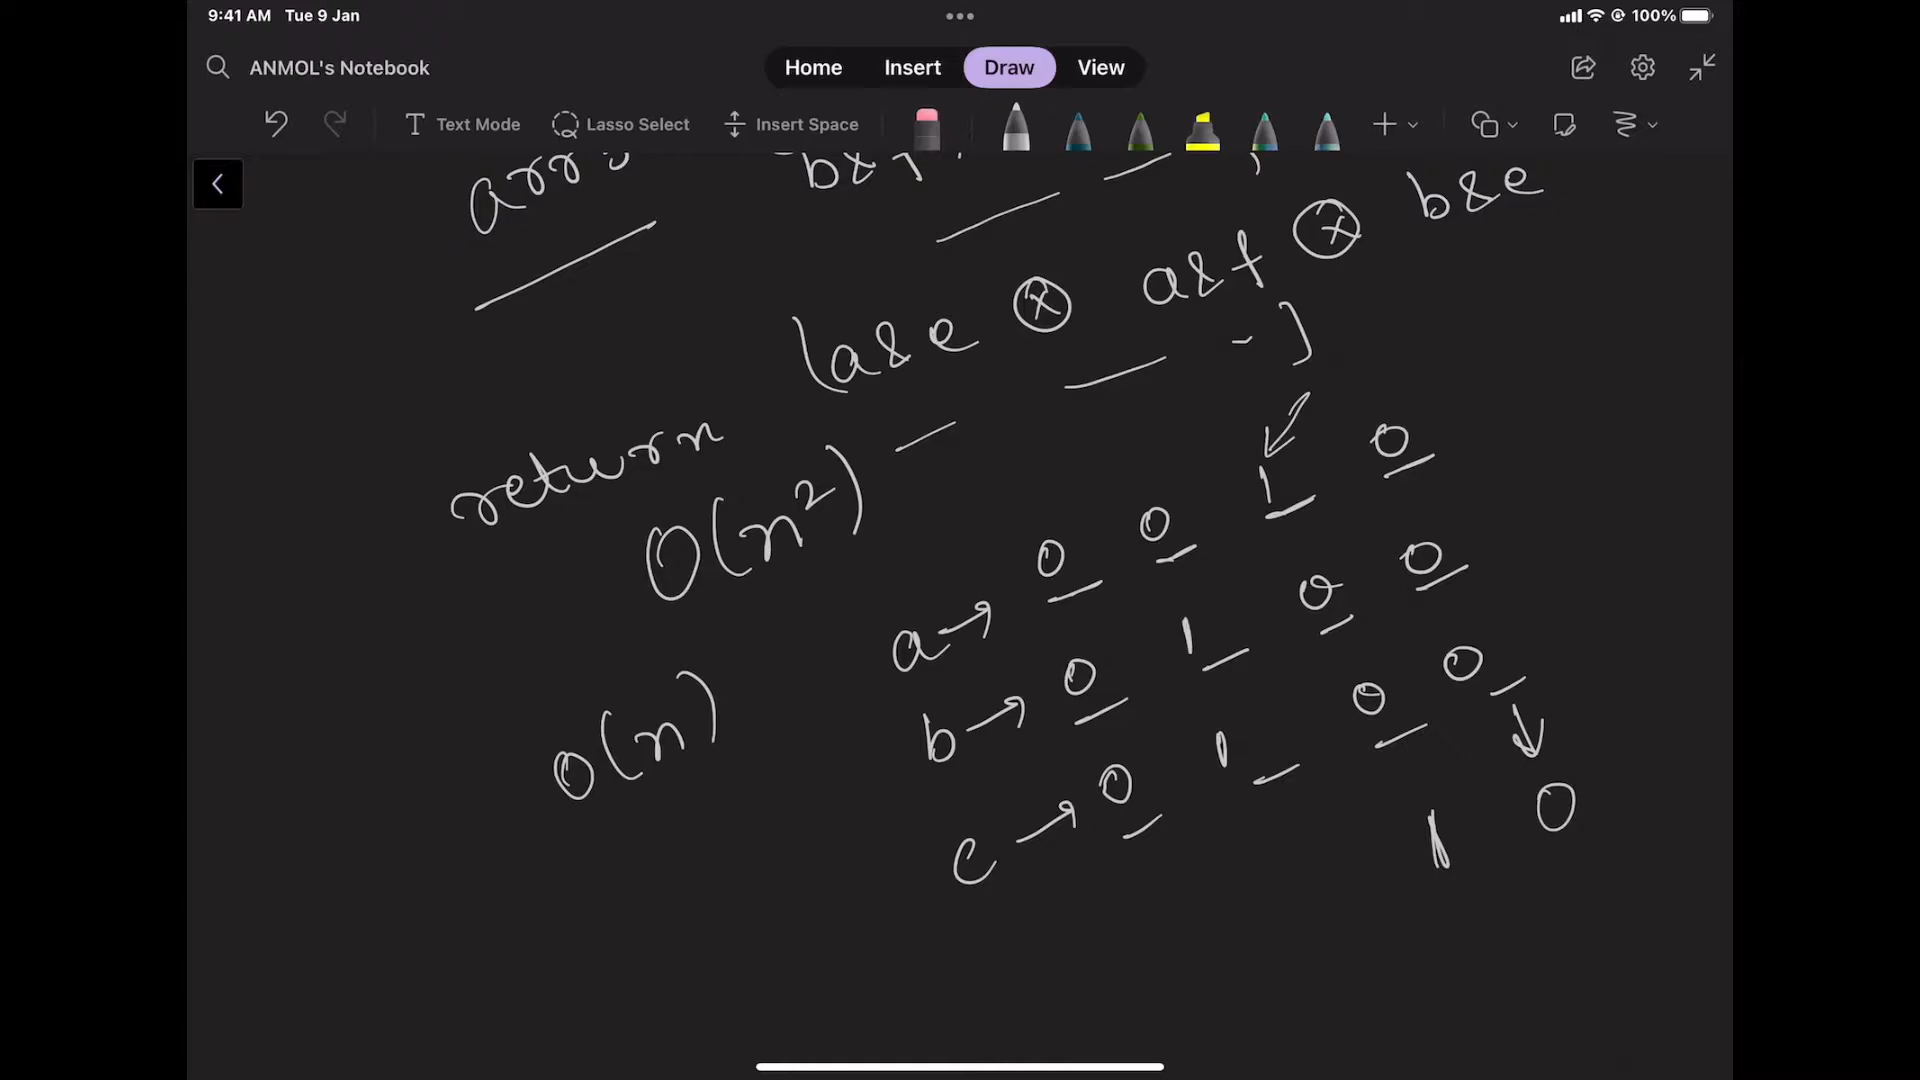 9:41 AM Tue 9 Jan
100%
ANMOL's Notebook
Home Insert Draw View
Text Mode Lasso Select Insert Space
arr
b&f
(a&e ⊗ a&f ⊗ b&e
return
O(n²)
a → 0 0 1 0
b → 0 1 0 0
O(n)
c → 0 1 0 0
1 0